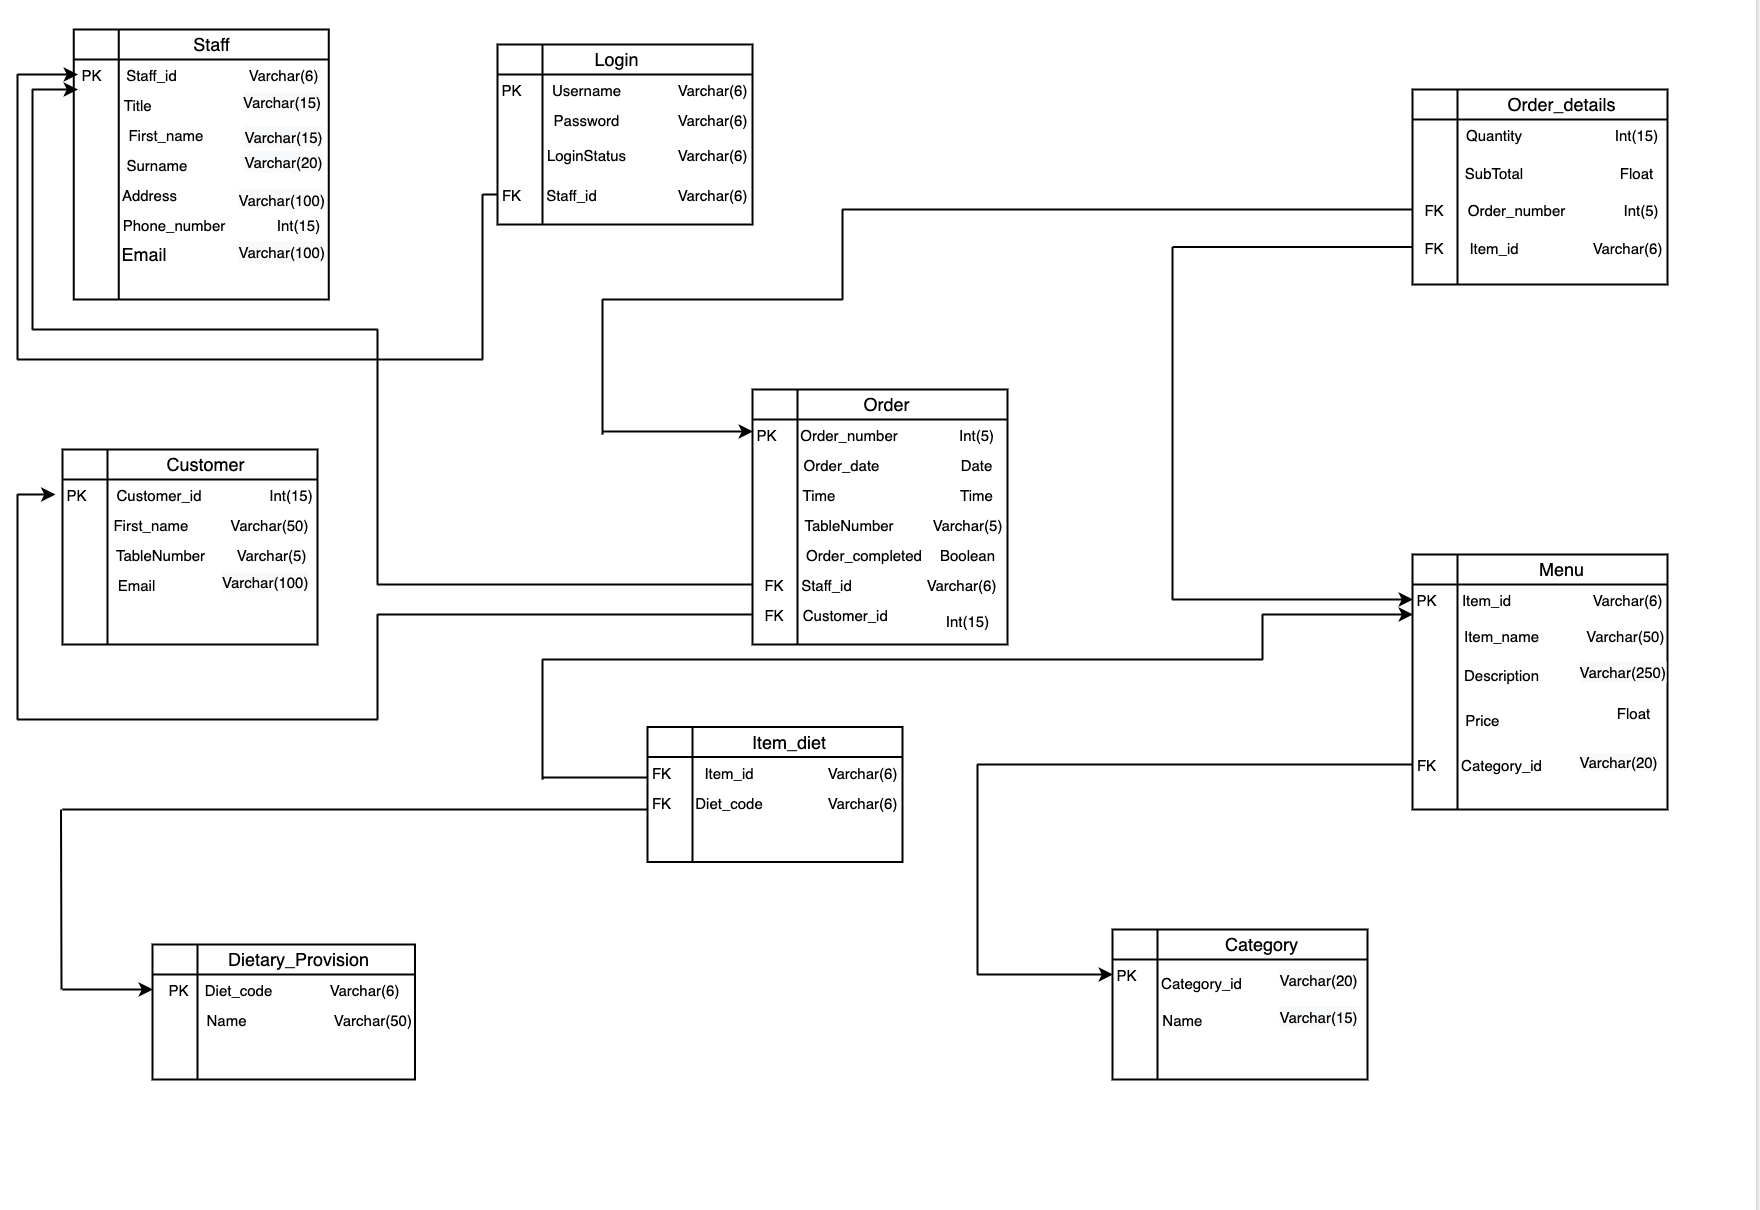 Staff
PK Staff_id Varchar(6)
Title Varchar(15)
First_name Varchar(15)
Surname Varchar(20)
Address Varchar(100)
Phone_number Int(15)
Email Varchar(100)
Login
PK Username Varchar(6)
Password Varchar(6)
LoginStatus Varchar(6)
FK Staff_id Varchar(6)
Order_details
Quantity Int(15)
SubTotal Float
FK Order_number Int(5)
FK Item_id Varchar(6)
Order
PK Order_number Int(5)
Order_date Date
Time Time
TableNumber Varchar(5)
Order_completed Boolean
FK Staff_id Varchar(6)
FK Customer_id Int(15)
Customer
PK Customer_id Int(15)
First_name Varchar(50)
TableNumber Varchar(5)
Email Varchar(100)
Menu
PK Item_id Varchar(6)
Item_name Varchar(50)
Description Varchar(250)
Price Float
FK Category_id Varchar(20)
Item_diet
FK Item_id Varchar(6)
FK Diet_code Varchar(6)
Dietary_Provision
PK Diet_code Varchar(6)
Name Varchar(50)
Category
PK Category_id Varchar(20)
Name Varchar(15)